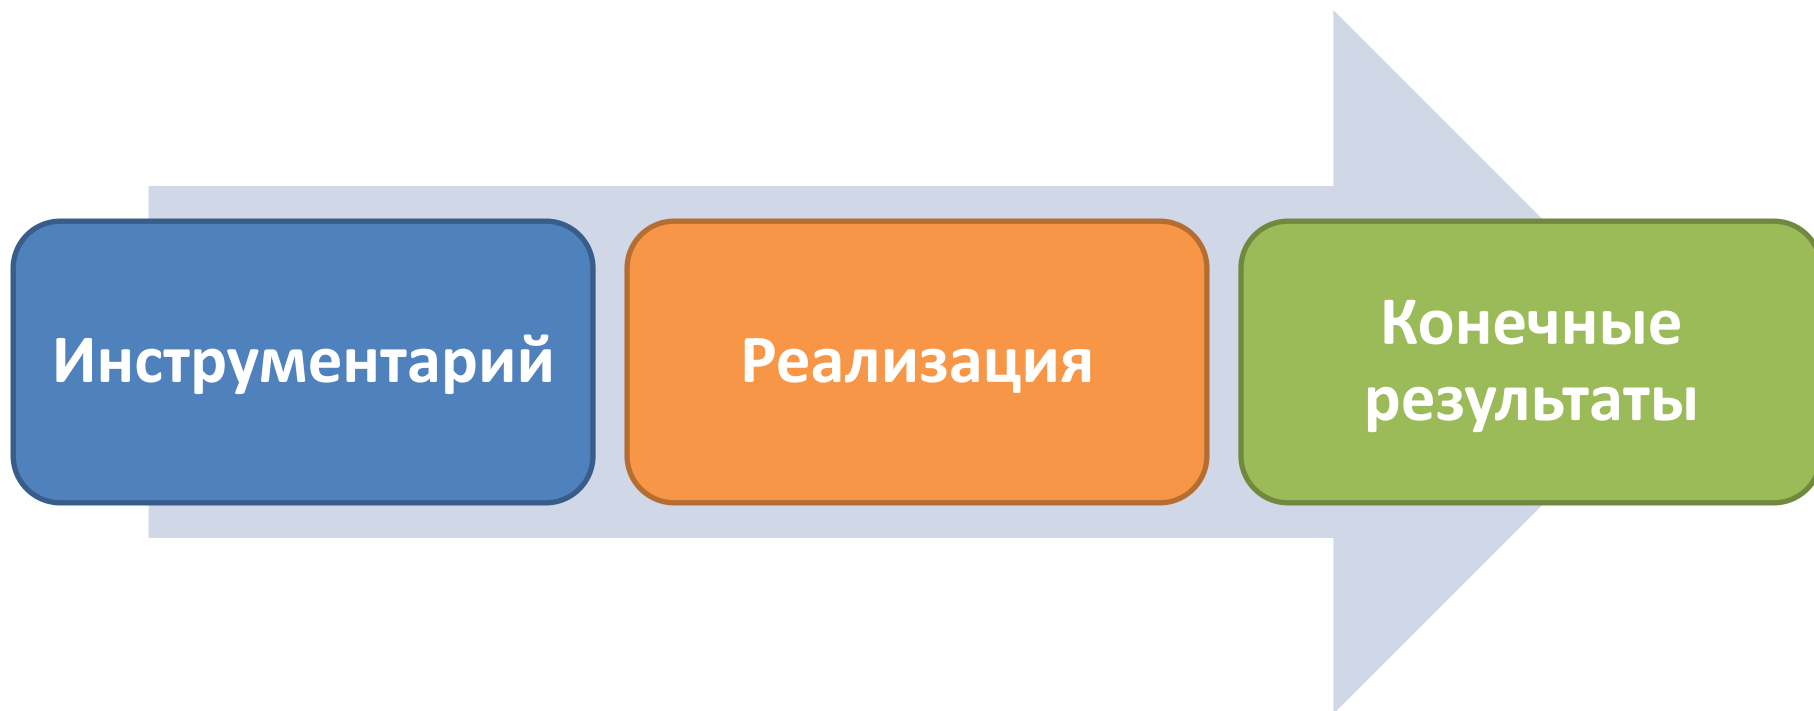 Инструментарий
Реализация
Конечные
результаты